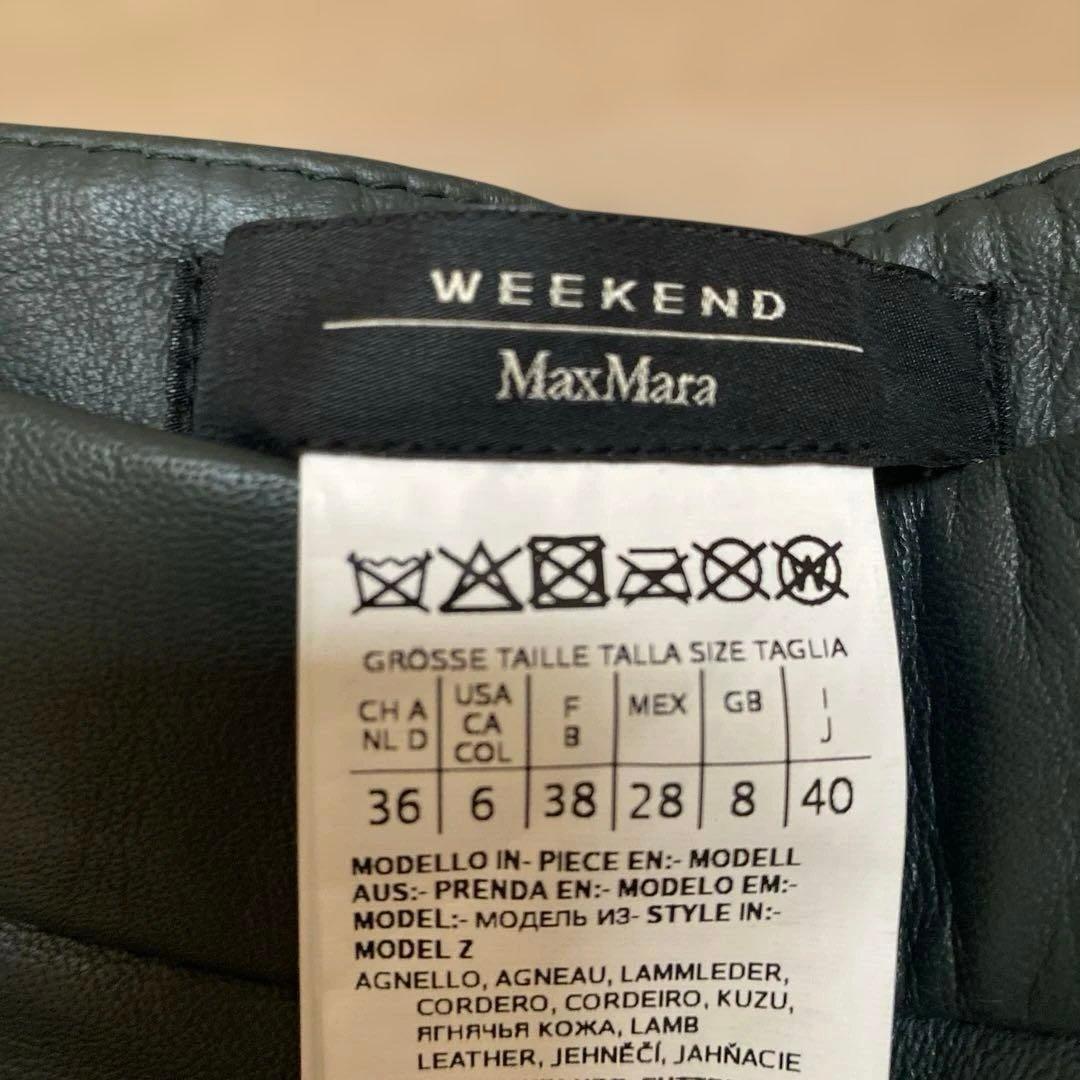 WEEKEND
MaxMara
GRÖSSE TAILLE TALLA SIZE TAGLIA
CH A NL D USA CA COL F B MEX GB I J
36 6 38 28 8 40
MODELLO IN- PIECE EN:- MODELL
AUS:- PRENDA EN:- MODELO EM:-
MODEL:- МОДЕЛЬ ИЗ- STYLE IN:-
MODEL Z
AGNELLO, AGNEAU, LAMMLEDER,
CORDERO, CORDEIRO, KUZU,
ЯГНЯЧЬЯ КОЖА, LAMB
LEATHER, JEHNĚČÍ, JAHŇACIE